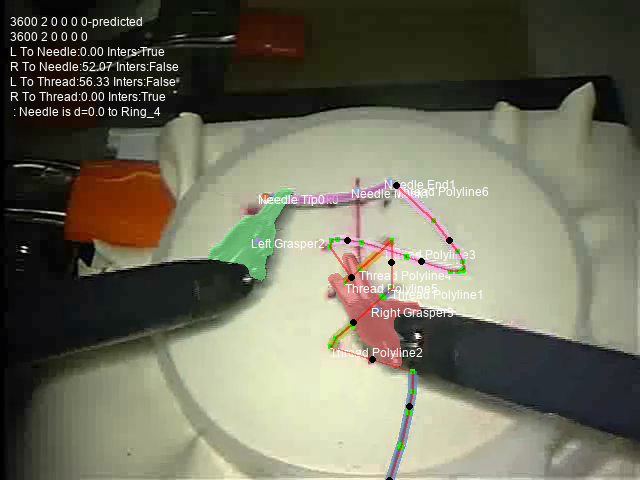 3600 2 0 0 0 0-predicted
3600 2 0 0 0 0
L To Needle:0.00 Inters:True
R To Needle:52.07 Inters:False
L To Thread:56.33 Inters:False
R To Thread:0.00 Inters:True
: Needle is d=0.0 to Ring_4
Needle End1
Thread Polyline6
Needle Tip0
Left Grasper2
Polyline3
Thread Polyline
Thread Polyline5
Thread Polyline1
Right Grasper3
Thread Polyline2